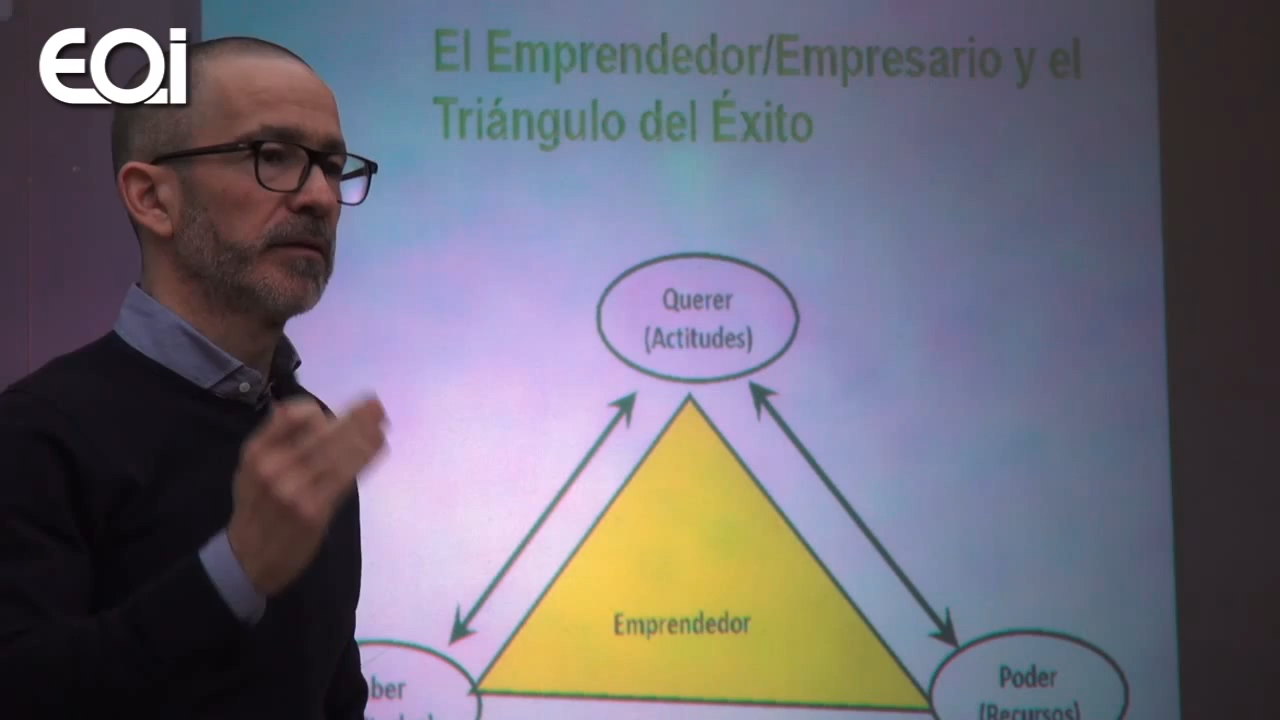 EOi
El Emprendedor/Empresario y el
Triángulo del Éxito
Querer
(Actitudes)
Emprendedor
Poder
(Recursos)